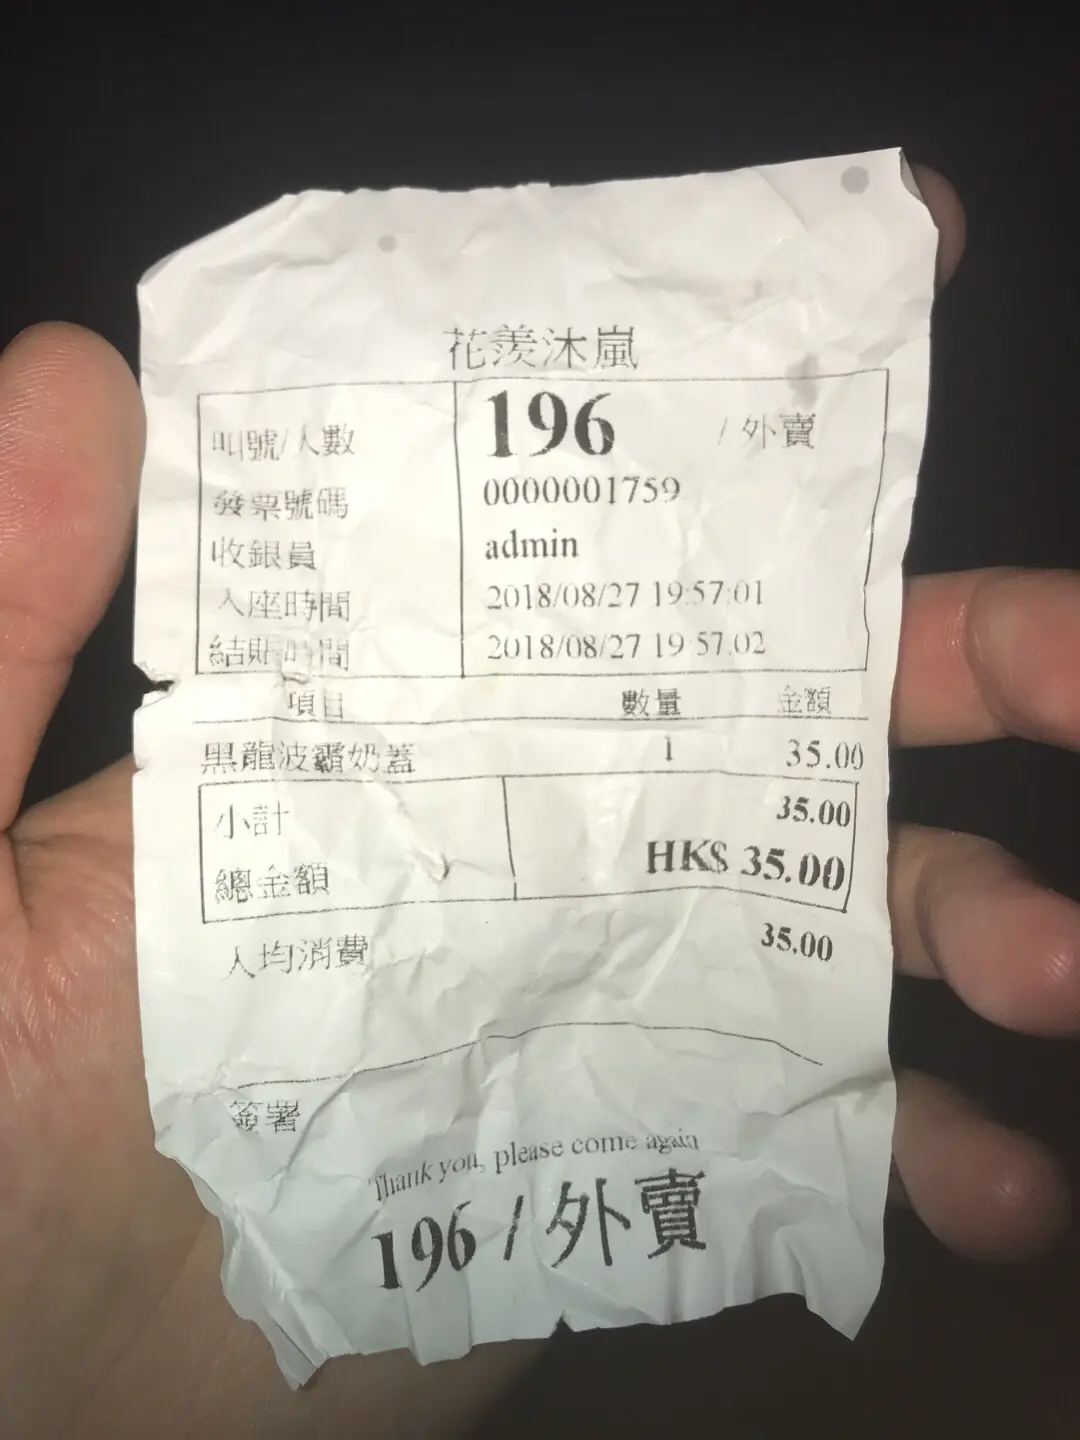 花羨沐嵐
叫號/人數 196 / 外賣
發票號碼 0000001759
收銀員 admin
入座時間 2018/08/27 19:57:01
結賬時間 2018/08/27 19:57:02
項目 數量 金額
黑龍波霸奶蓋 1 35.00
小計 35.00
總金額 HK$ 35.00
人均消費 35.00
簽署
Thank you, please come again
196 / 外賣